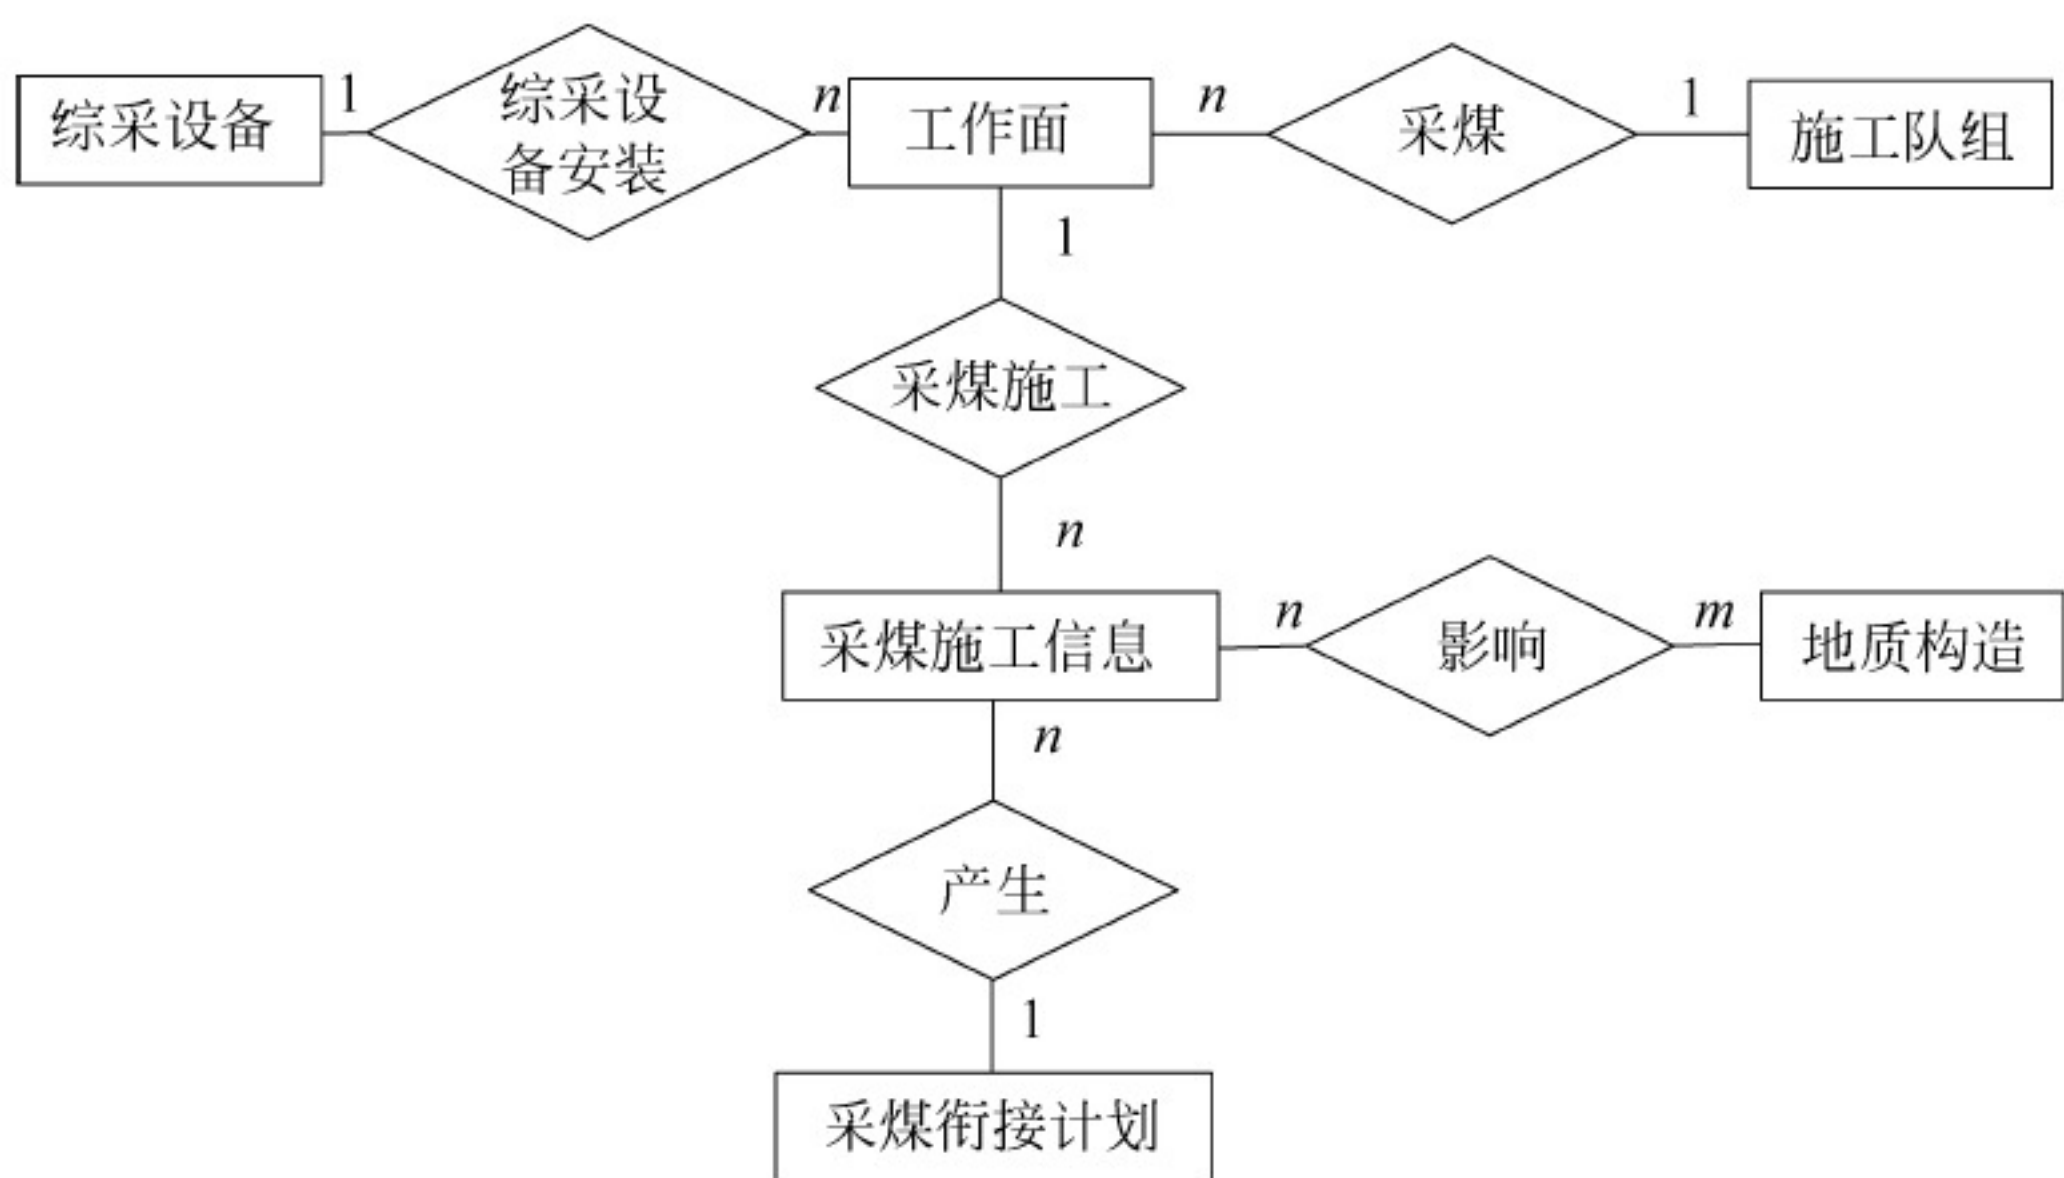 综采设备
1
综采设
备安装
n
工作面
n
采煤
1
施工队组
1
采煤施工
n
采煤施工信息
n
影响
m
地质构造
n
产生
1
采煤衔接计划